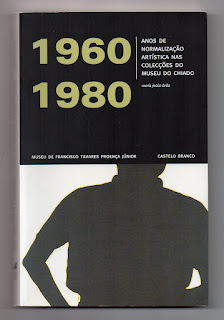 1960
1980
ANOS DE
NORMALIZAÇÃO
ARTÍSTICA NAS
COLECÇÕES DO
MUSEU DO CHIADO
MUSEU DE FRANCISCO TAVARES PROENÇA JÚNIOR
CASTELO BRANCO